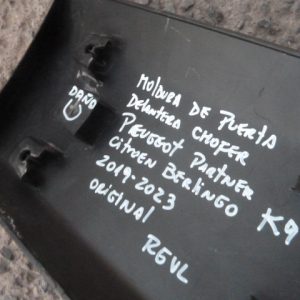 DAÑO
MOLDURA DE PUERTA
DELANTERA CHOFER
PEUGEOT PARTNER
CITROEN BERLINGO K9
2019-2023
ORIGINAL
REVL